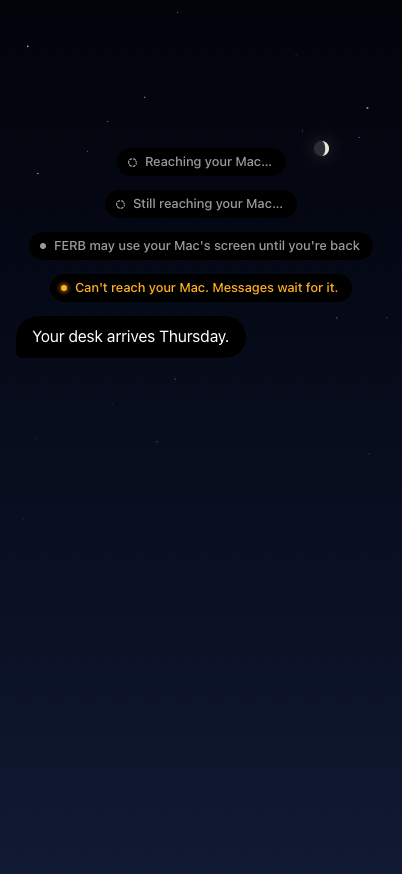 Reaching your Mac...
Still reaching your Mac...
FERB may use your Mac's screen until you're back
Can't reach your Mac. Messages wait for it.
Your desk arrives Thursday.